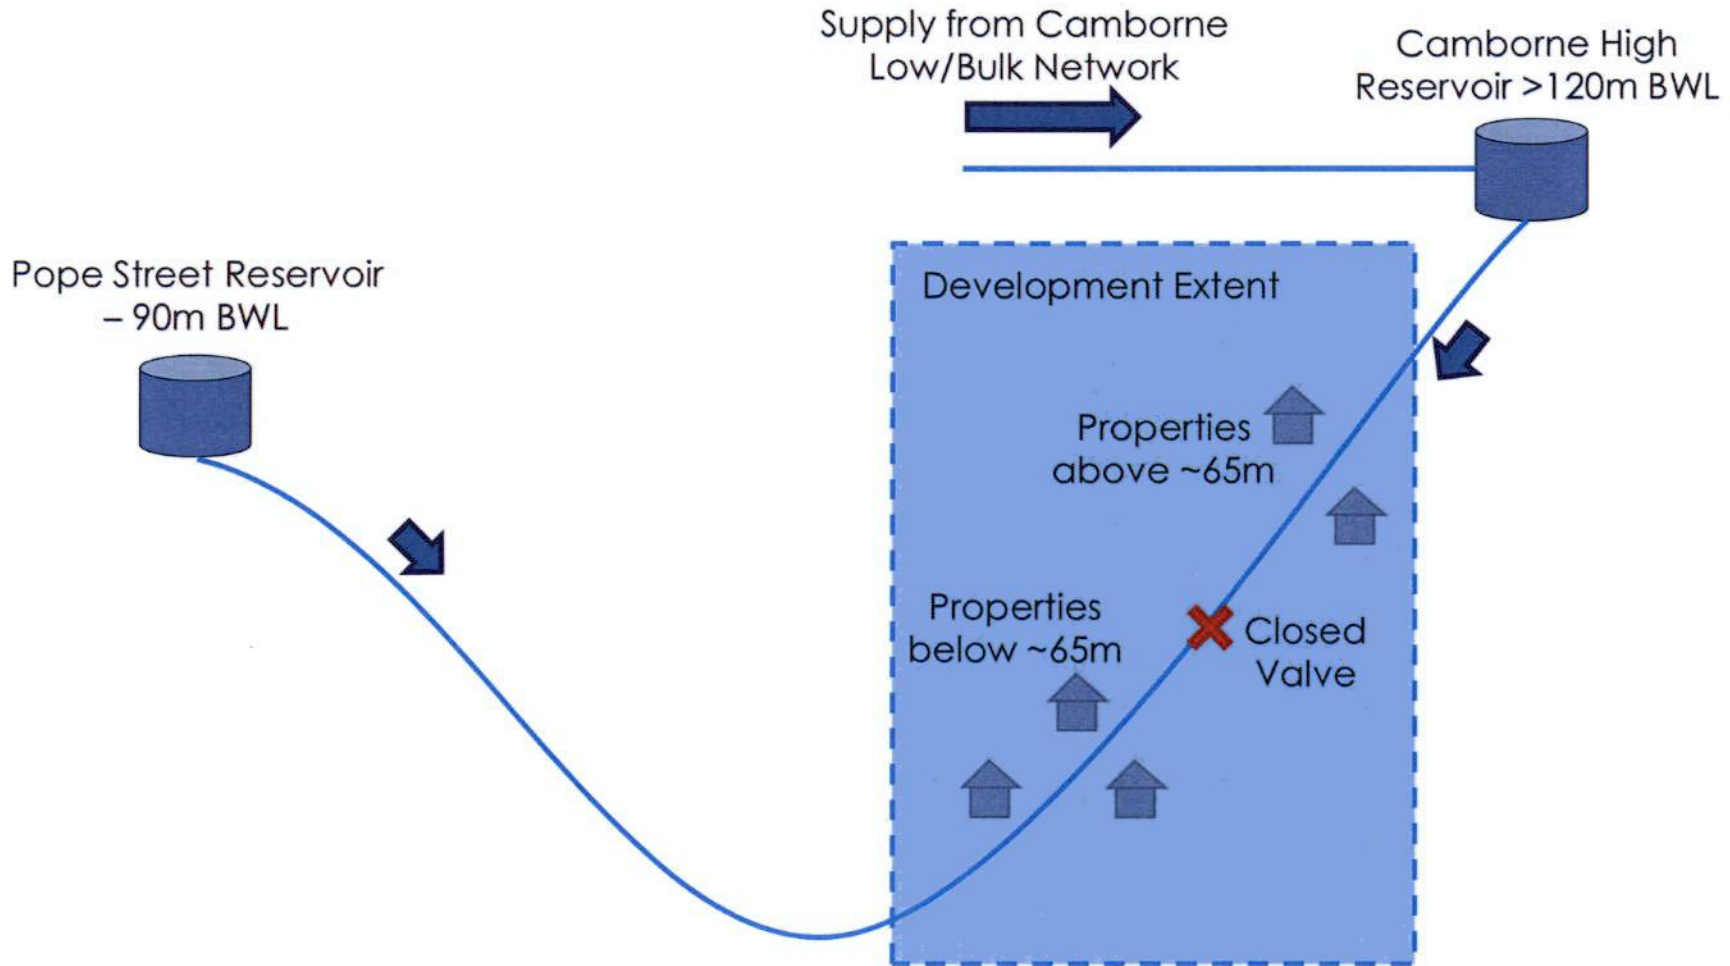 Supply from Camborne
Low/Bulk Network
Camborne High
Reservoir >120m BWL
Pope Street Reservoir
– 90m BWL
Development Extent
Properties
above ~65m
Properties
below ~65m
Closed
Valve